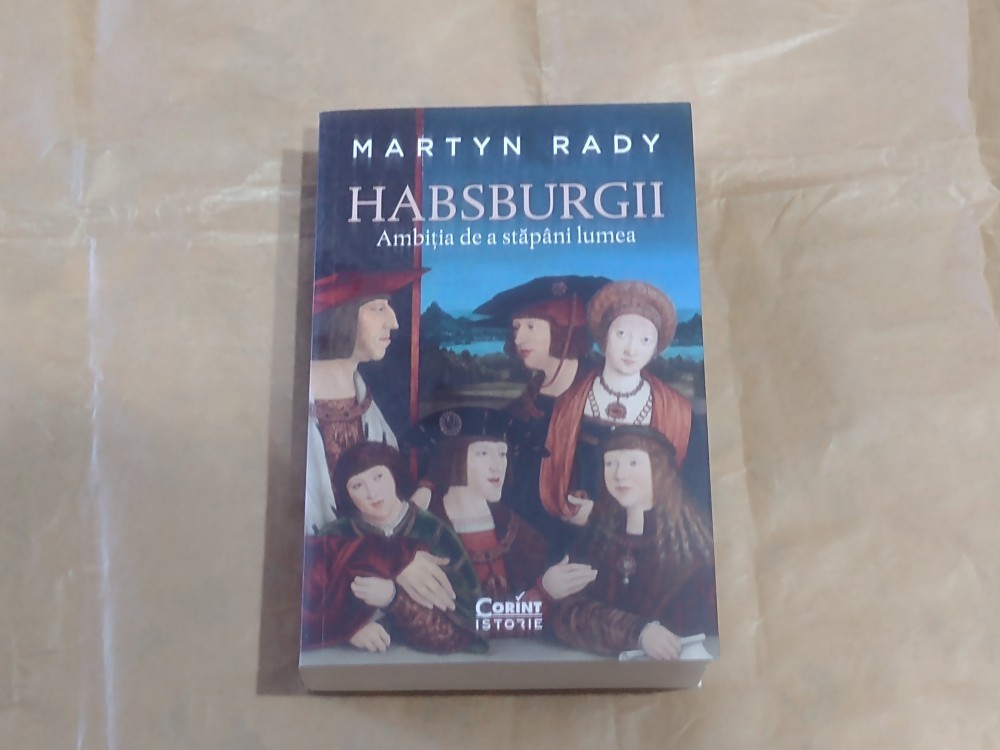 MARTYN RADY
HABSBURGII
Ambiția de a stăpâni lumea
CORINT
ISTORIE